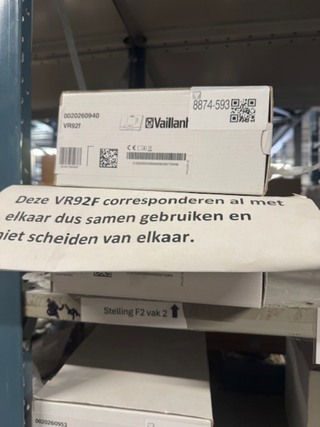 8874-593
0020260940
VR92f
Vaillant
Deze VR92F corresponderen al met
elkaar dus samen gebruiken en
niet scheiden van elkaar.
Stelling F2 vak 2
0020260953